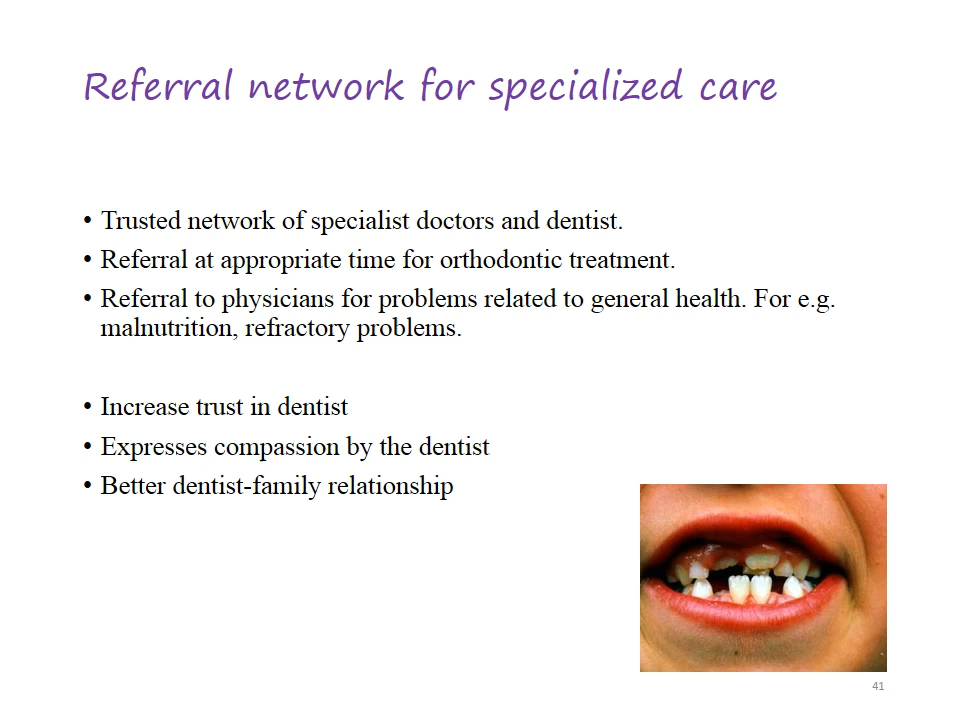 Referral network for specialized care
• Trusted network of specialist doctors and dentist.
• Referral at appropriate time for orthodontic treatment.
• Referral to physicians for problems related to general health. For e.g.
malnutrition, refractory problems.
• Increase trust in dentist
• Expresses compassion by the dentist
• Better dentist-family relationship
41